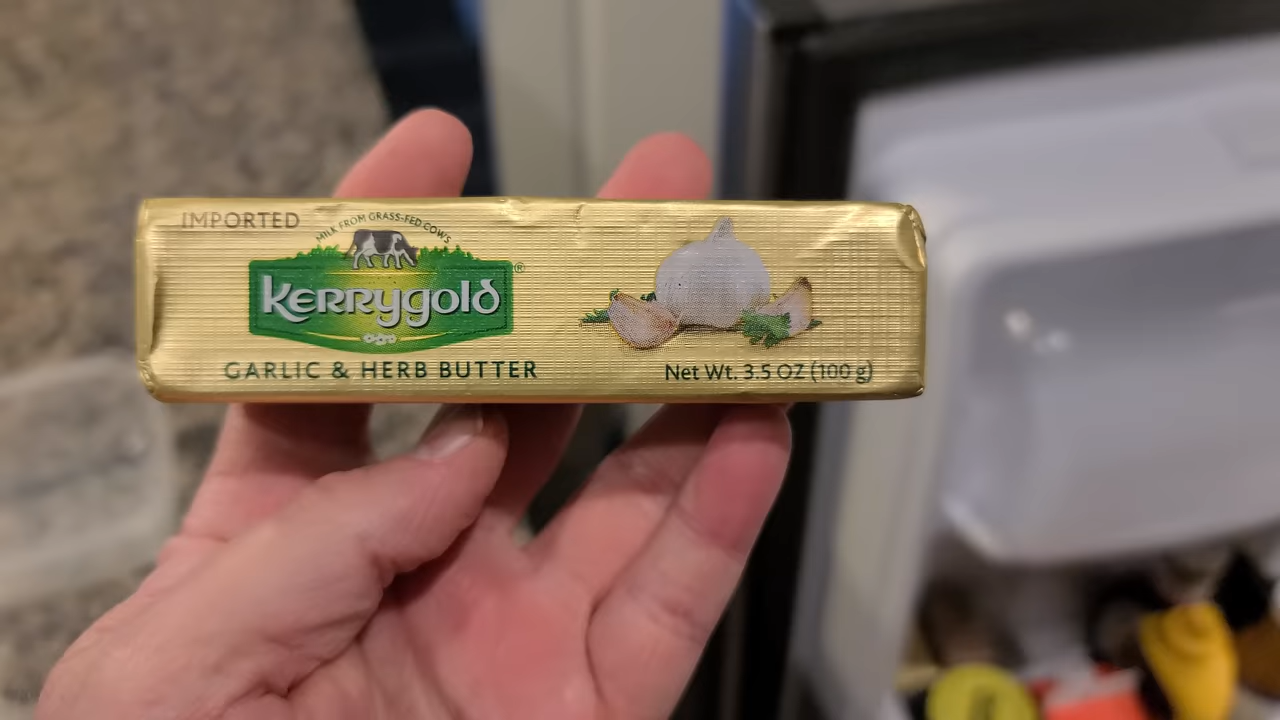 IMPORTED
MILK FROM GRASS-FED COWS
Kerrygold®
GARLIC & HERB BUTTER
Net Wt. 3.5 OZ (100 g)